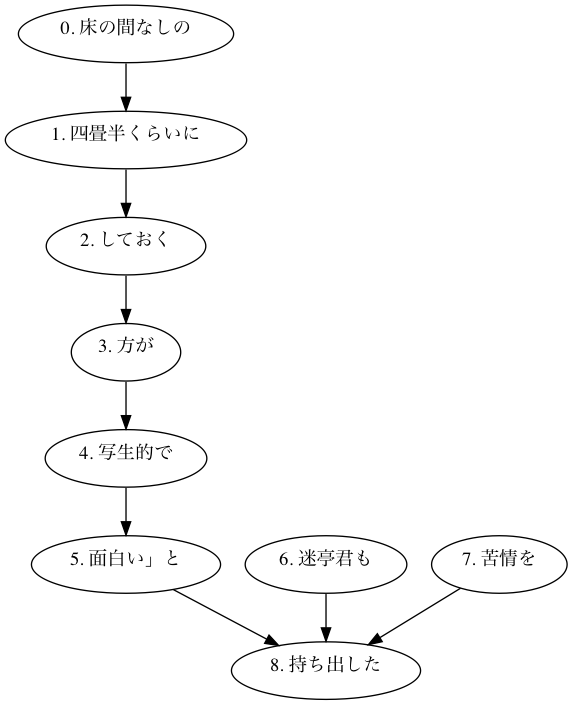 0. 床の間なしの
1. 四畳半くらいに
2. しておく
3. 方が
4. 写生的で
5. 面白い」と
6. 迷亭君も
7. 苦情を
8. 持ち出した